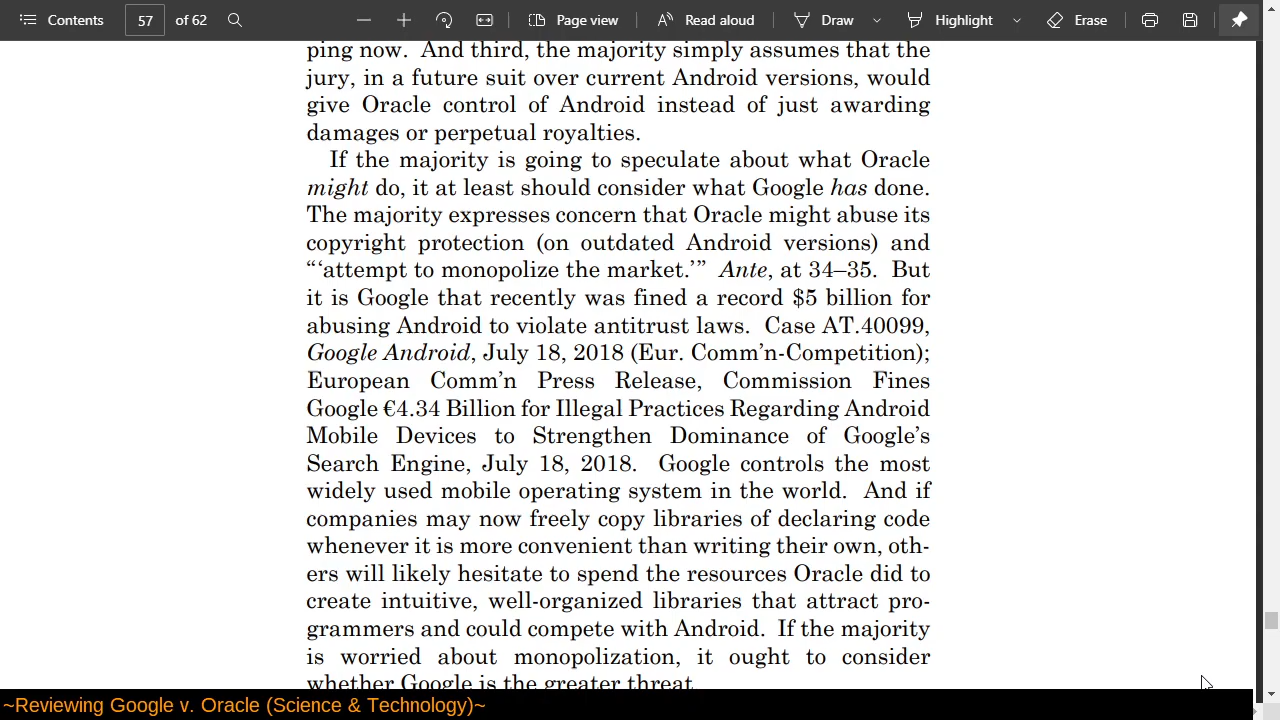 Contents 57 of 62 Page view Read aloud Draw Highlight Erase
ping now. And third, the majority simply assumes that the
jury, in a future suit over current Android versions, would
give Oracle control of Android instead of just awarding
damages or perpetual royalties.
If the majority is going to speculate about what Oracle
might do, it at least should consider what Google has done.
The majority expresses concern that Oracle might abuse its
copyright protection (on outdated Android versions) and
“‘attempt to monopolize the market.’” Ante, at 34–35. But
it is Google that recently was fined a record $5 billion for
abusing Android to violate antitrust laws. Case AT.40099,
Google Android, July 18, 2018 (Eur. Comm’n-Competition);
European Comm’n Press Release, Commission Fines
Google €4.34 Billion for Illegal Practices Regarding Android
Mobile Devices to Strengthen Dominance of Google’s
Search Engine, July 18, 2018. Google controls the most
widely used mobile operating system in the world. And if
companies may now freely copy libraries of declaring code
whenever it is more convenient than writing their own, oth-
ers will likely hesitate to spend the resources Oracle did to
create intuitive, well-organized libraries that attract pro-
grammers and could compete with Android. If the majority
is worried about monopolization, it ought to consider
whether Google is the greater threat
~Reviewing Google v. Oracle (Science & Technology)~